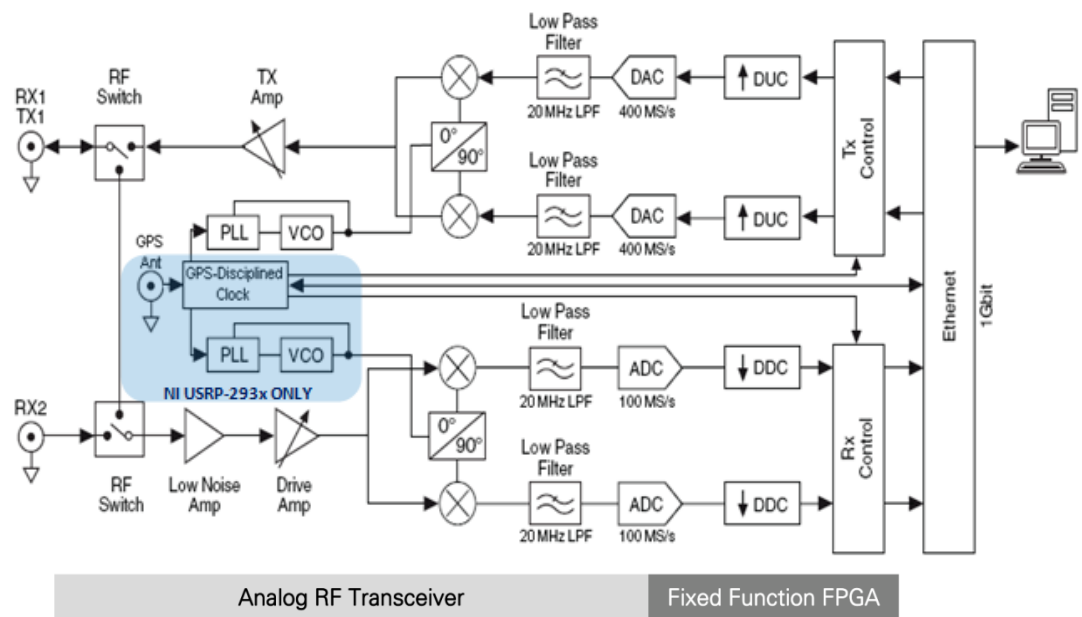 Low Pass
Filter
20 MHz LPF
DAC
400 MS/s
DUC
RF
Switch
TX
Amp
RX1
TX1
0°
90°
Tx
Control
Low Pass
Filter
20 MHz LPF
DAC
400 MS/s
DUC
PLL
VCO
GPS
Ant
GPS-Disciplined
Clock
PLL
VCO
NI USRP-293x ONLY
Ethernet
1Gbit
Low Pass
Filter
20 MHz LPF
ADC
100 MS/s
DDC
RX2
RF
Switch
Low Noise
Amp
Drive
Amp
0°
90°
Rx
Control
Low Pass
Filter
20 MHz LPF
ADC
100 MS/s
DDC
Analog RF Transceiver
Fixed Function FPGA